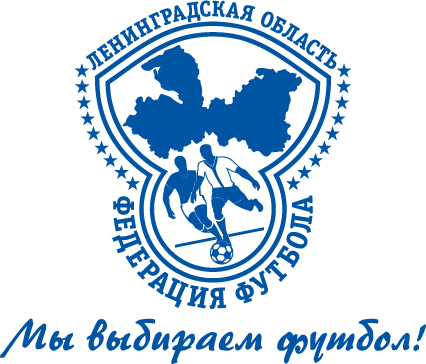 ЛЕНИНГРАДСКАЯ ОБЛАСТЬ
ФЕДЕРАЦИЯ ФУТБОЛА
Мы выбираем футбол!